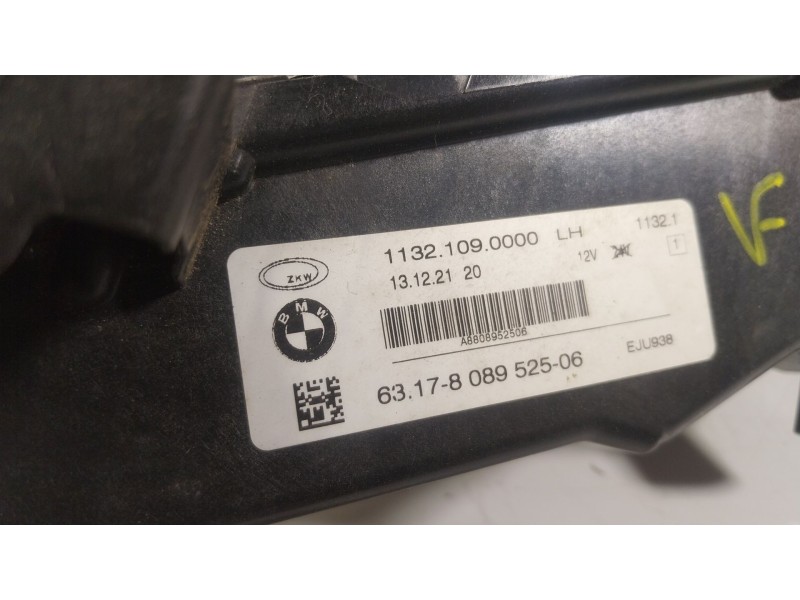 1132.109.0000 LH
1132.1
ZKW
13.12.21 20
12V
1
BMW
A8808952506
63.17-8 089 525-06
EJU938
VF